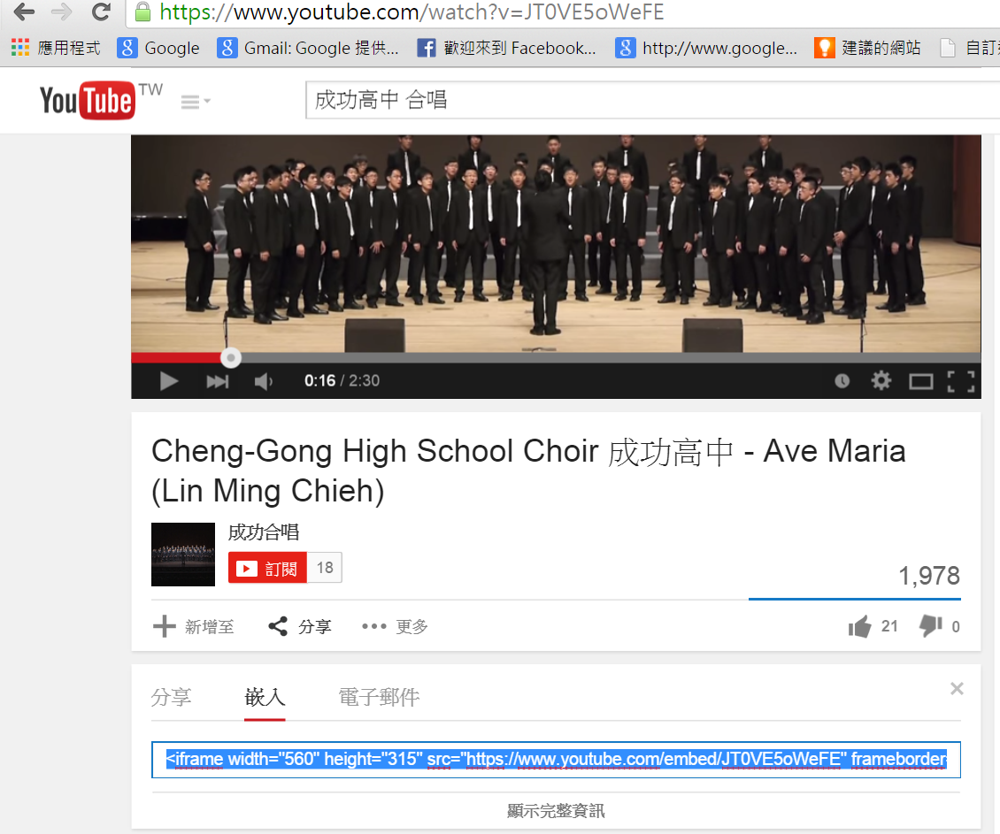 https://www.youtube.com/watch?v=JT0VE5oWeFE
應用程式 Google Gmail: Google 提供... 歡迎來到 Facebook... http://www.google... 建議的網站
YouTube TW
成功高中 合唱
0:16 / 2:30
Cheng-Gong High School Choir 成功高中 - Ave Maria
(Lin Ming Chieh)
成功合唱
訂閱 18
1,978
新增至 分享 更多 21 0
分享 嵌入 電子郵件
<iframe width="560" height="315" src="https://www.youtube.com/embed/JT0VE5oWeFE" frameborder
顯示完整資訊